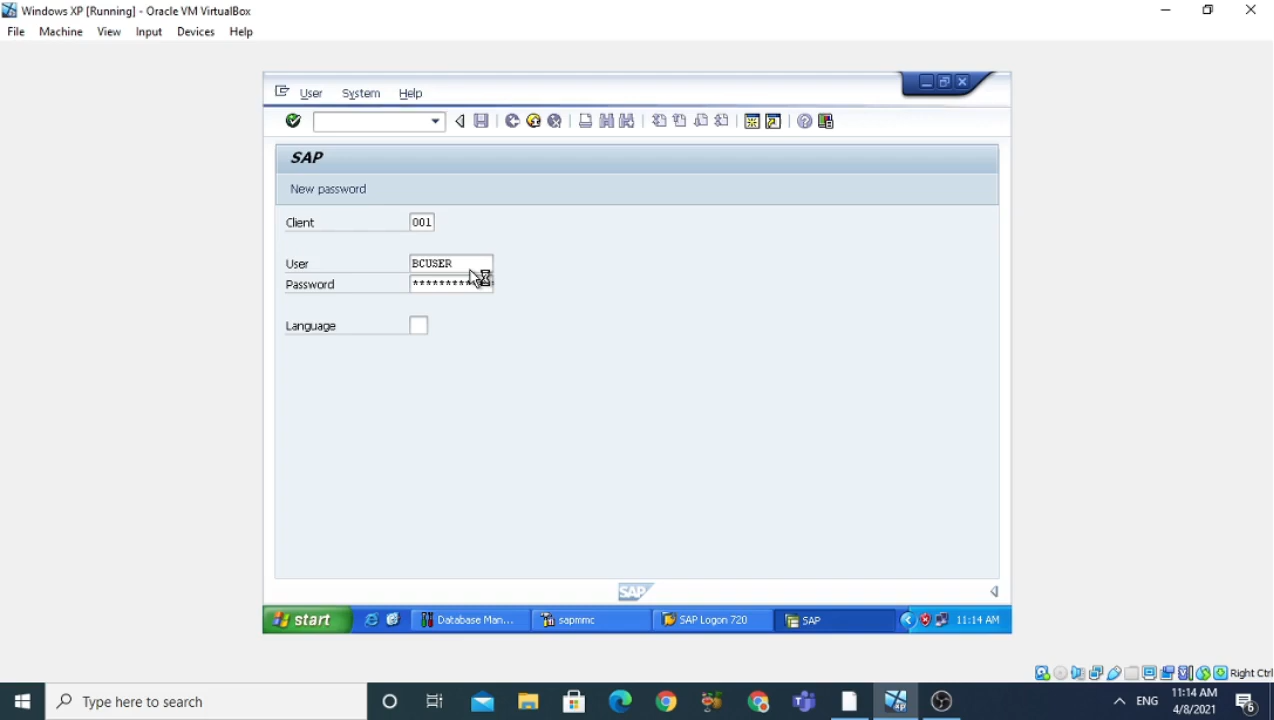 Windows XP [Running] - Oracle VM VirtualBox
File Machine View Input Devices Help
User System Help
SAP
New password
Client 001
User BCUSER
Password *************
Language
SAP
start Database Man... sapmmc SAP Logon 720 SAP 11:14 AM
Right Ctrl
Type here to search ENG 11:14 AM
4/8/2021 6